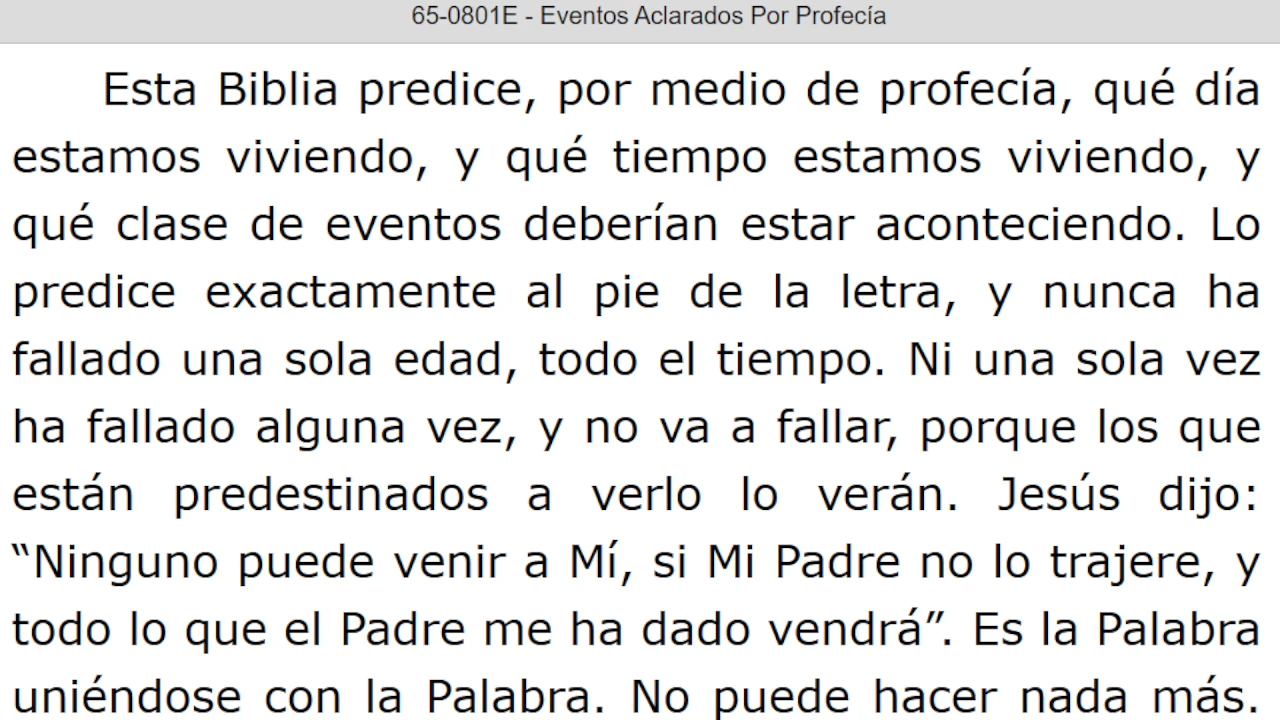 65-0801E - Eventos Aclarados Por Profecía
Esta Biblia predice, por medio de profecía, qué día
estamos viviendo, y qué tiempo estamos viviendo, y
qué clase de eventos deberían estar aconteciendo. Lo
predice exactamente al pie de la letra, y nunca ha
fallado una sola edad, todo el tiempo. Ni una sola vez
ha fallado alguna vez, y no va a fallar, porque los que
están predestinados a verlo lo verán. Jesús dijo:
“Ninguno puede venir a Mí, si Mi Padre no lo trajere, y
todo lo que el Padre me ha dado vendrá”. Es la Palabra
uniéndose con la Palabra. No puede hacer nada más.